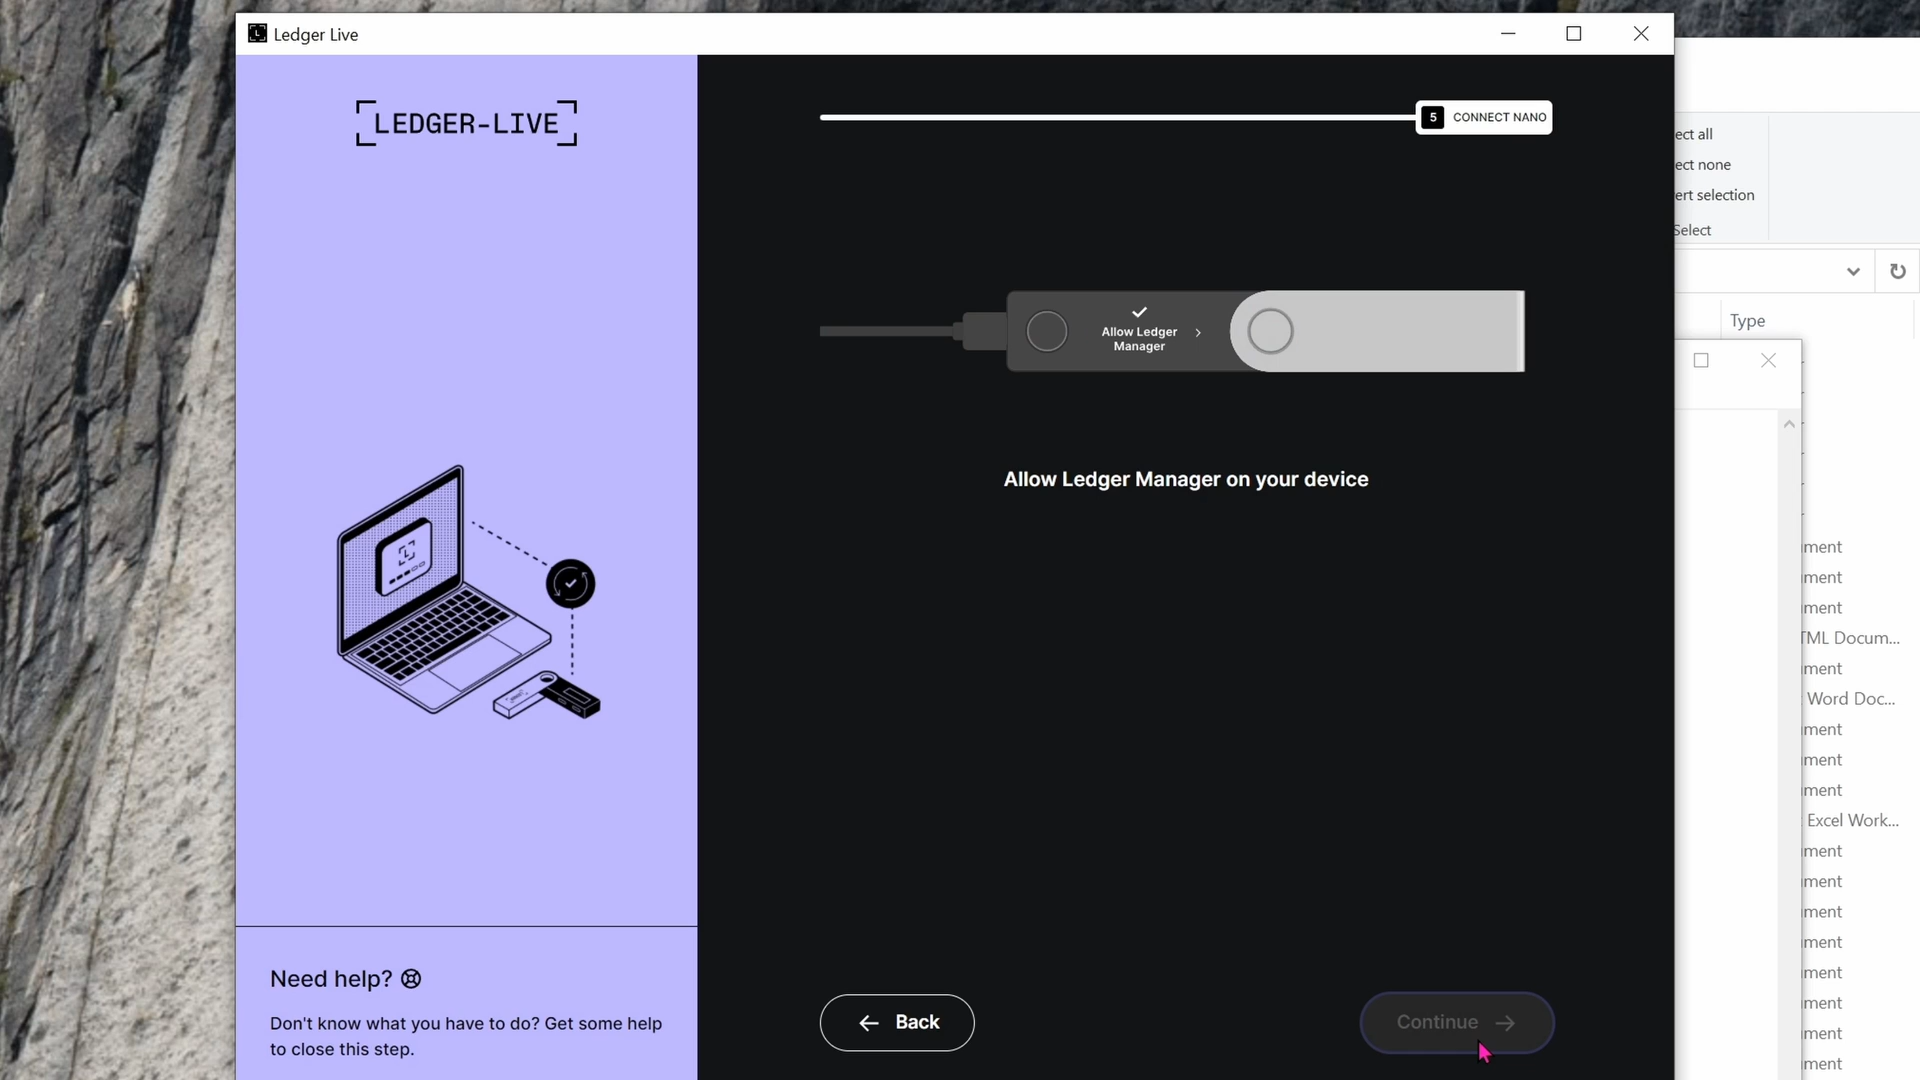 Ledger Live
LEDGER-LIVE
5 CONNECT NANO
Allow Ledger
Manager
Allow Ledger Manager on your device
Need help?
Don't know what you have to do? Get some help
to close this step.
Back
Continue
ect all
ect none
ert selection
Select
Type
ment
ment
ment
TML Docum...
ment
Word Doc...
ment
ment
ment
Excel Work...
ment
ment
ment
ment
ment
ment
ment
ment